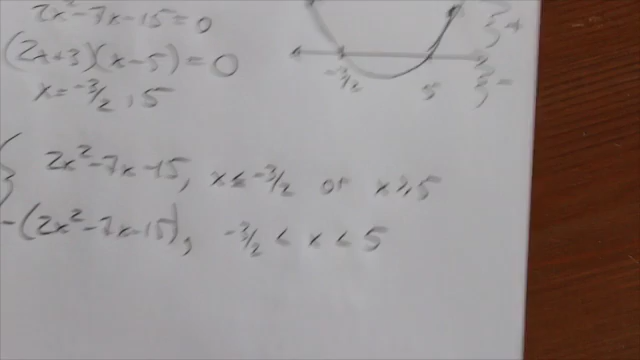 2x²-7x-15=0
(2x+3)(x-5)=0
x=-3/2, 5
-3/2
5
+
-
2x²-7x-15, x≤-3/2 or x≥5
-(2x²-7x-15), -3/2 < x < 5